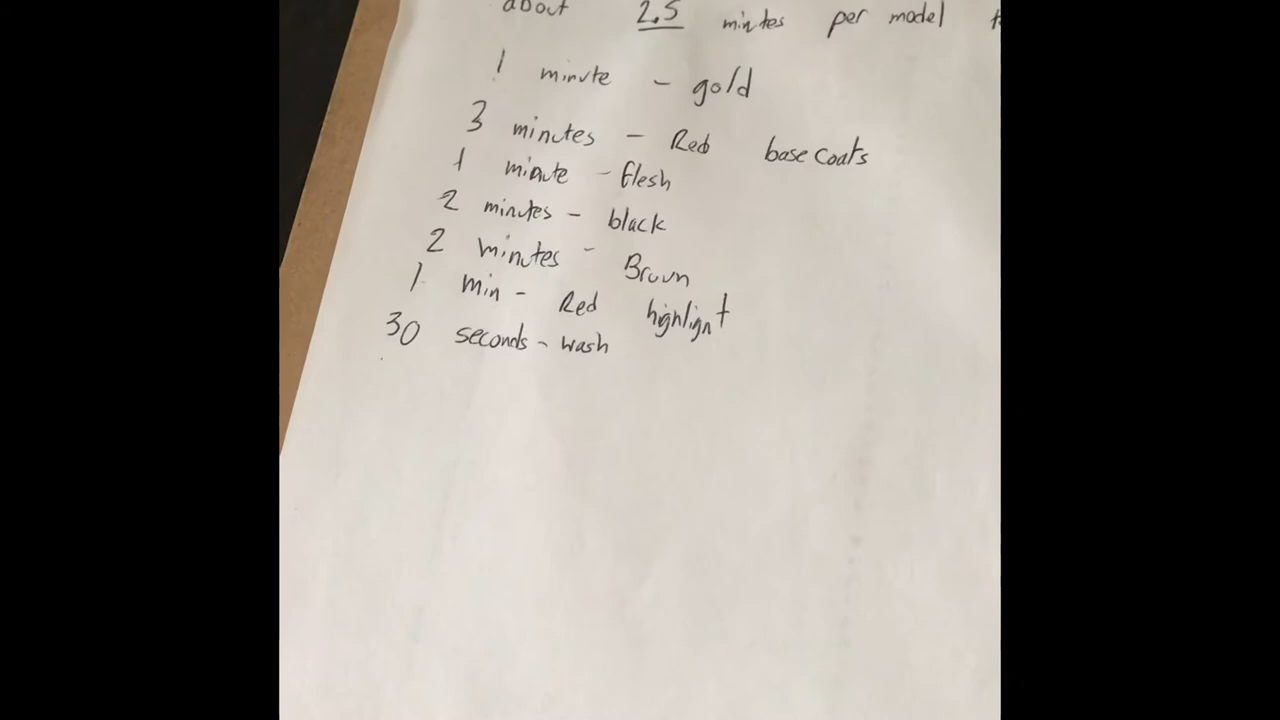 about 2.5 mintes per model
1 minute - gold
3 minutes - Red base coats
1 minute - flesh
2 minutes - black
2 minutes - Brown
1 min - Red highlight
30 seconds - wash